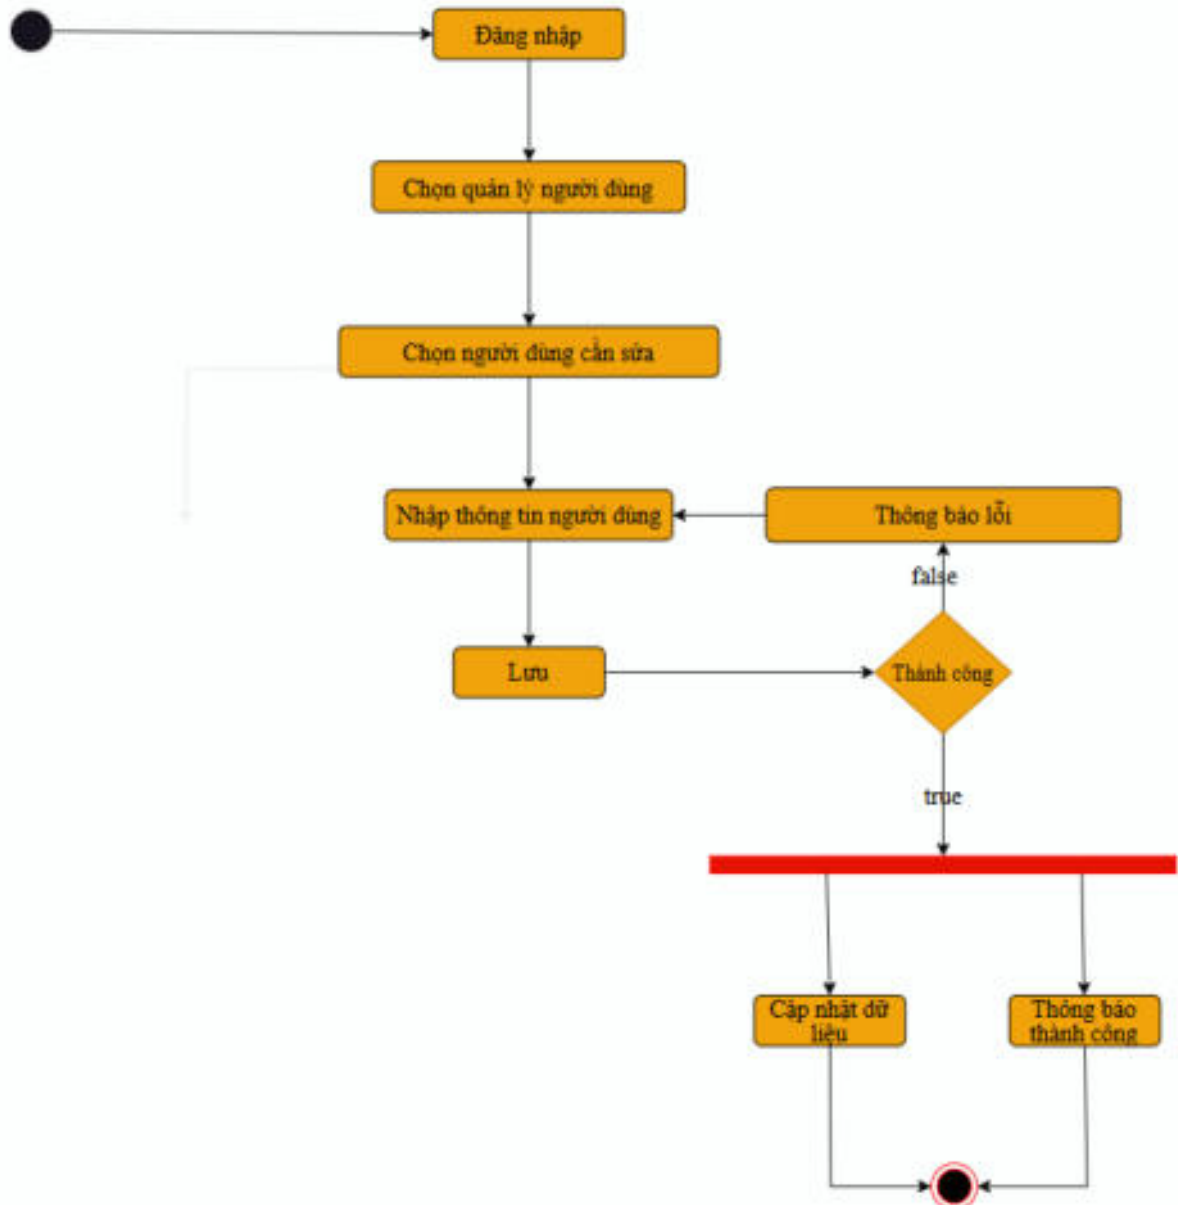 Đăng nhập
Chọn quản lý người dùng
Chọn người dùng cần sửa
Nhập thông tin người dùng
Thông báo lỗi
false
Lưu
Thành công
true
Cập nhật dữ
liệu
Thông báo
thành công